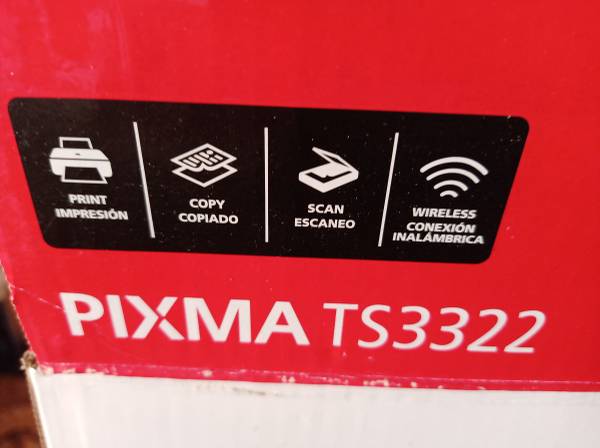 PRINT
IMPRESIÓN
COPY
COPIADO
SCAN
ESCANEO
WIRELESS
CONEXIÓN
INALÁMBRICA
PIXMA TS3322